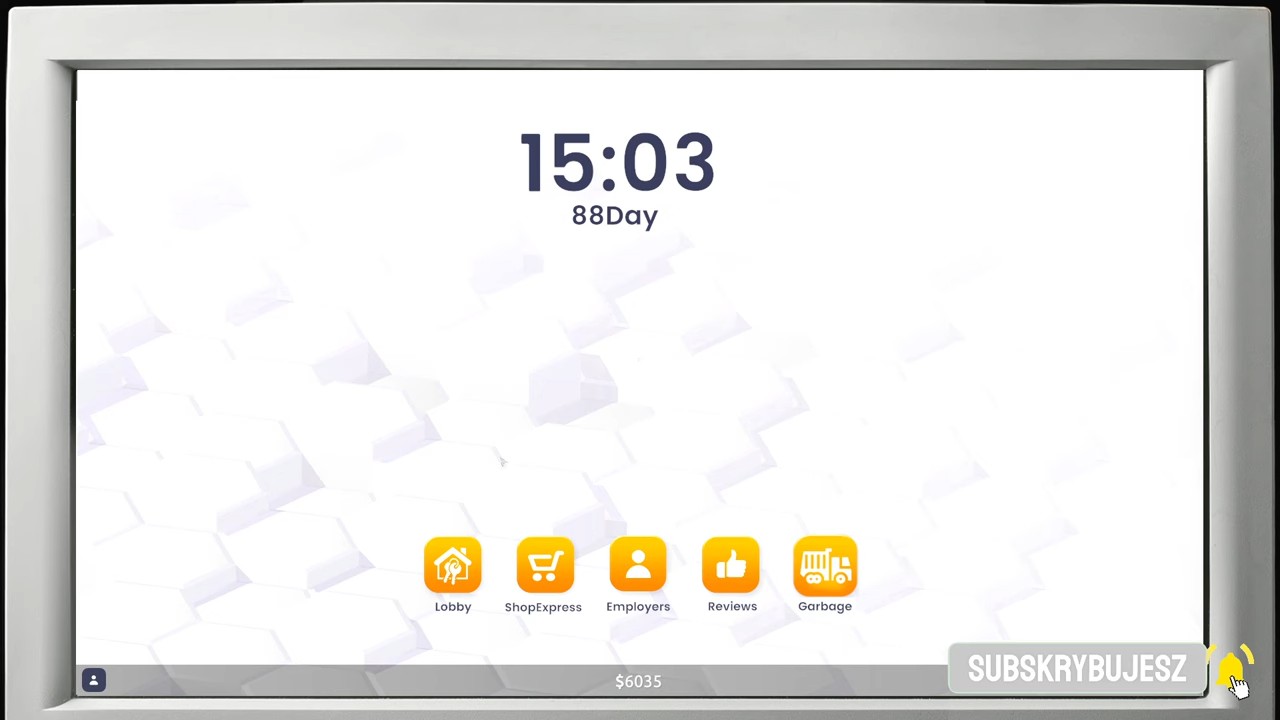 15:03
88Day
Lobby
ShopExpress
Employers
Reviews
Garbage
$6035
SUBSKRYBUJESZ